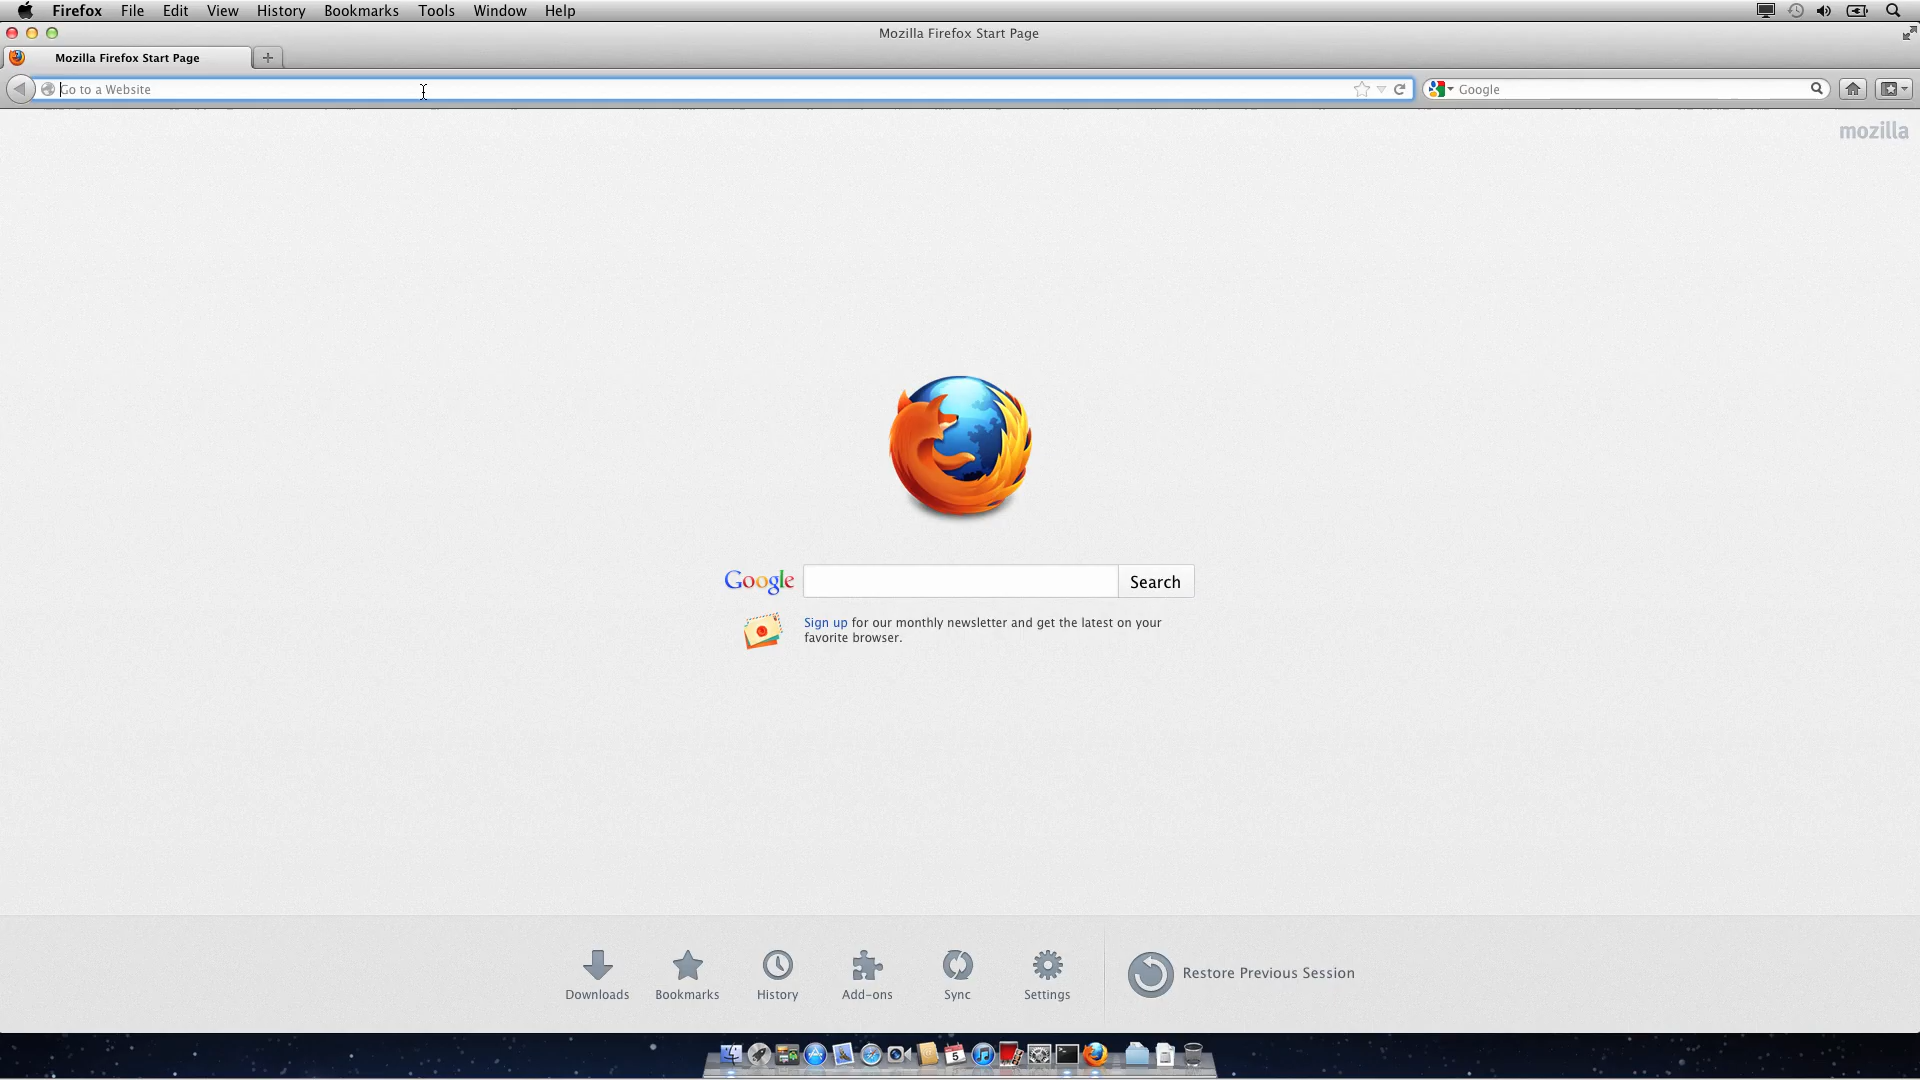 Firefox File Edit View History Bookmarks Tools Window Help
Mozilla Firefox Start Page
Mozilla Firefox Start Page
Go to a Website
Google
mozilla
Google
Search
Sign up for our monthly newsletter and get the latest on your
favorite browser.
Downloads Bookmarks History Add-ons Sync Settings
Restore Previous Session
5